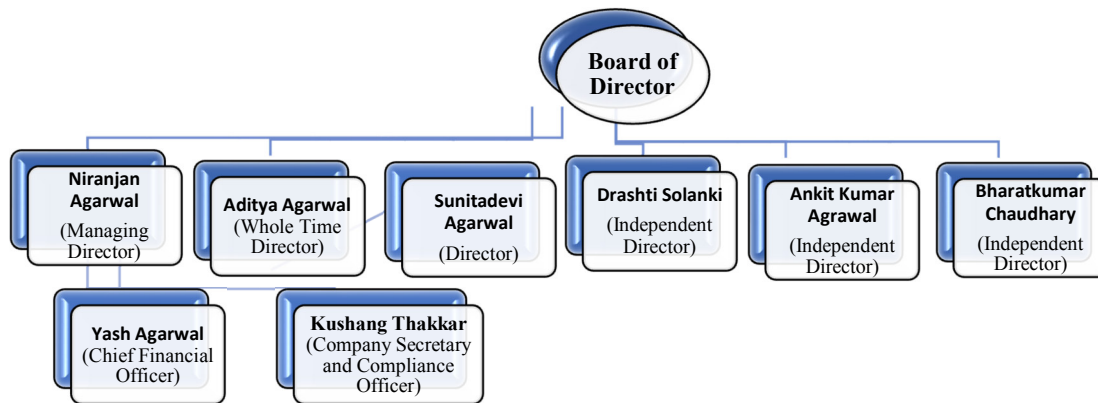 Board of
Director
Niranjan
Agarwal
(Managing
Director)
Aditya Agarwal
(Whole Time
Director)
Sunitadevi
Agarwal
(Director)
Drashti Solanki
(Independent
Director)
Ankit Kumar
Agrawal
(Independent
Director)
Bharatkumar
Chaudhary
(Independent
Director)
Yash Agarwal
(Chief Financial
Officer)
Kushang Thakkar
(Company Secretary
and Compliance
Officer)